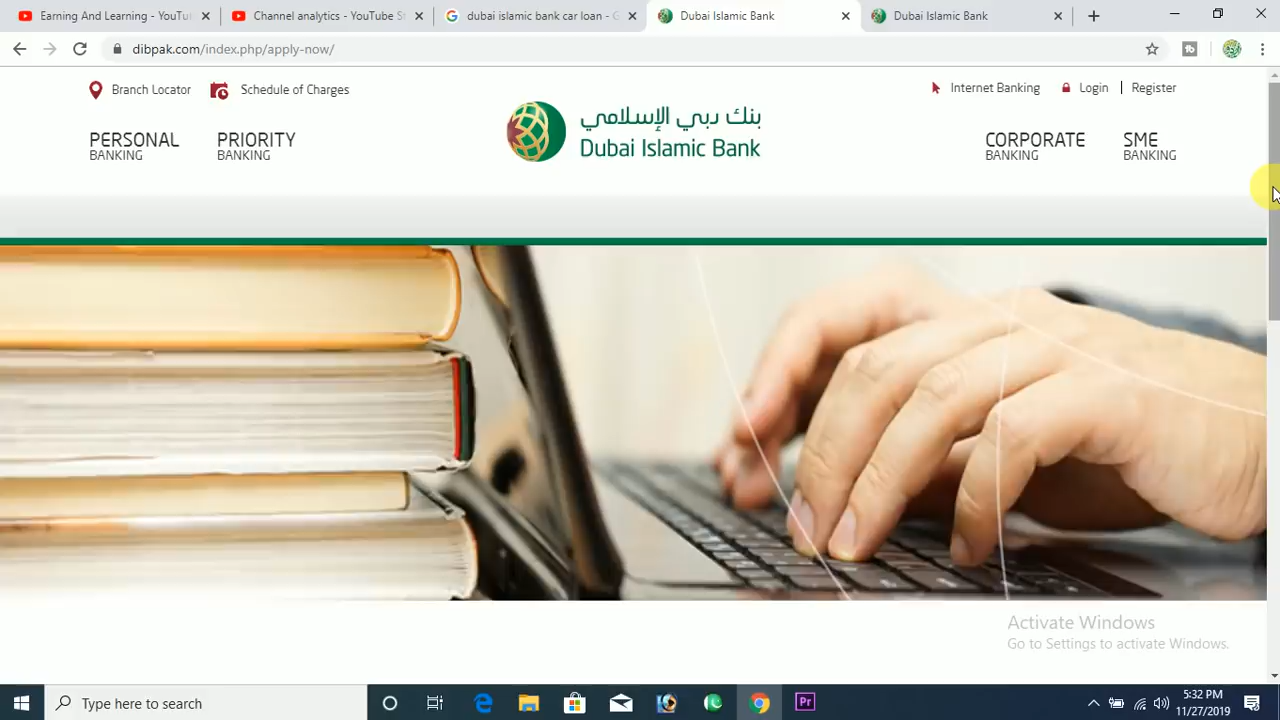 Earning And Learning - YouTu
Channel analytics - YouTube St
dubai islamic bank car loan - G
Dubai Islamic Bank
Dubai Islamic Bank
dibpak.com/index.php/apply-now/
Branch Locator
Schedule of Charges
Internet Banking
Login
Register
PERSONAL
BANKING
PRIORITY
BANKING
بنك دبي الإسلامي
Dubai Islamic Bank
CORPORATE
BANKING
SME
BANKING
Activate Windows
Go to Settings to activate Windows.
Type here to search
Pr
5:32 PM
11/27/2019